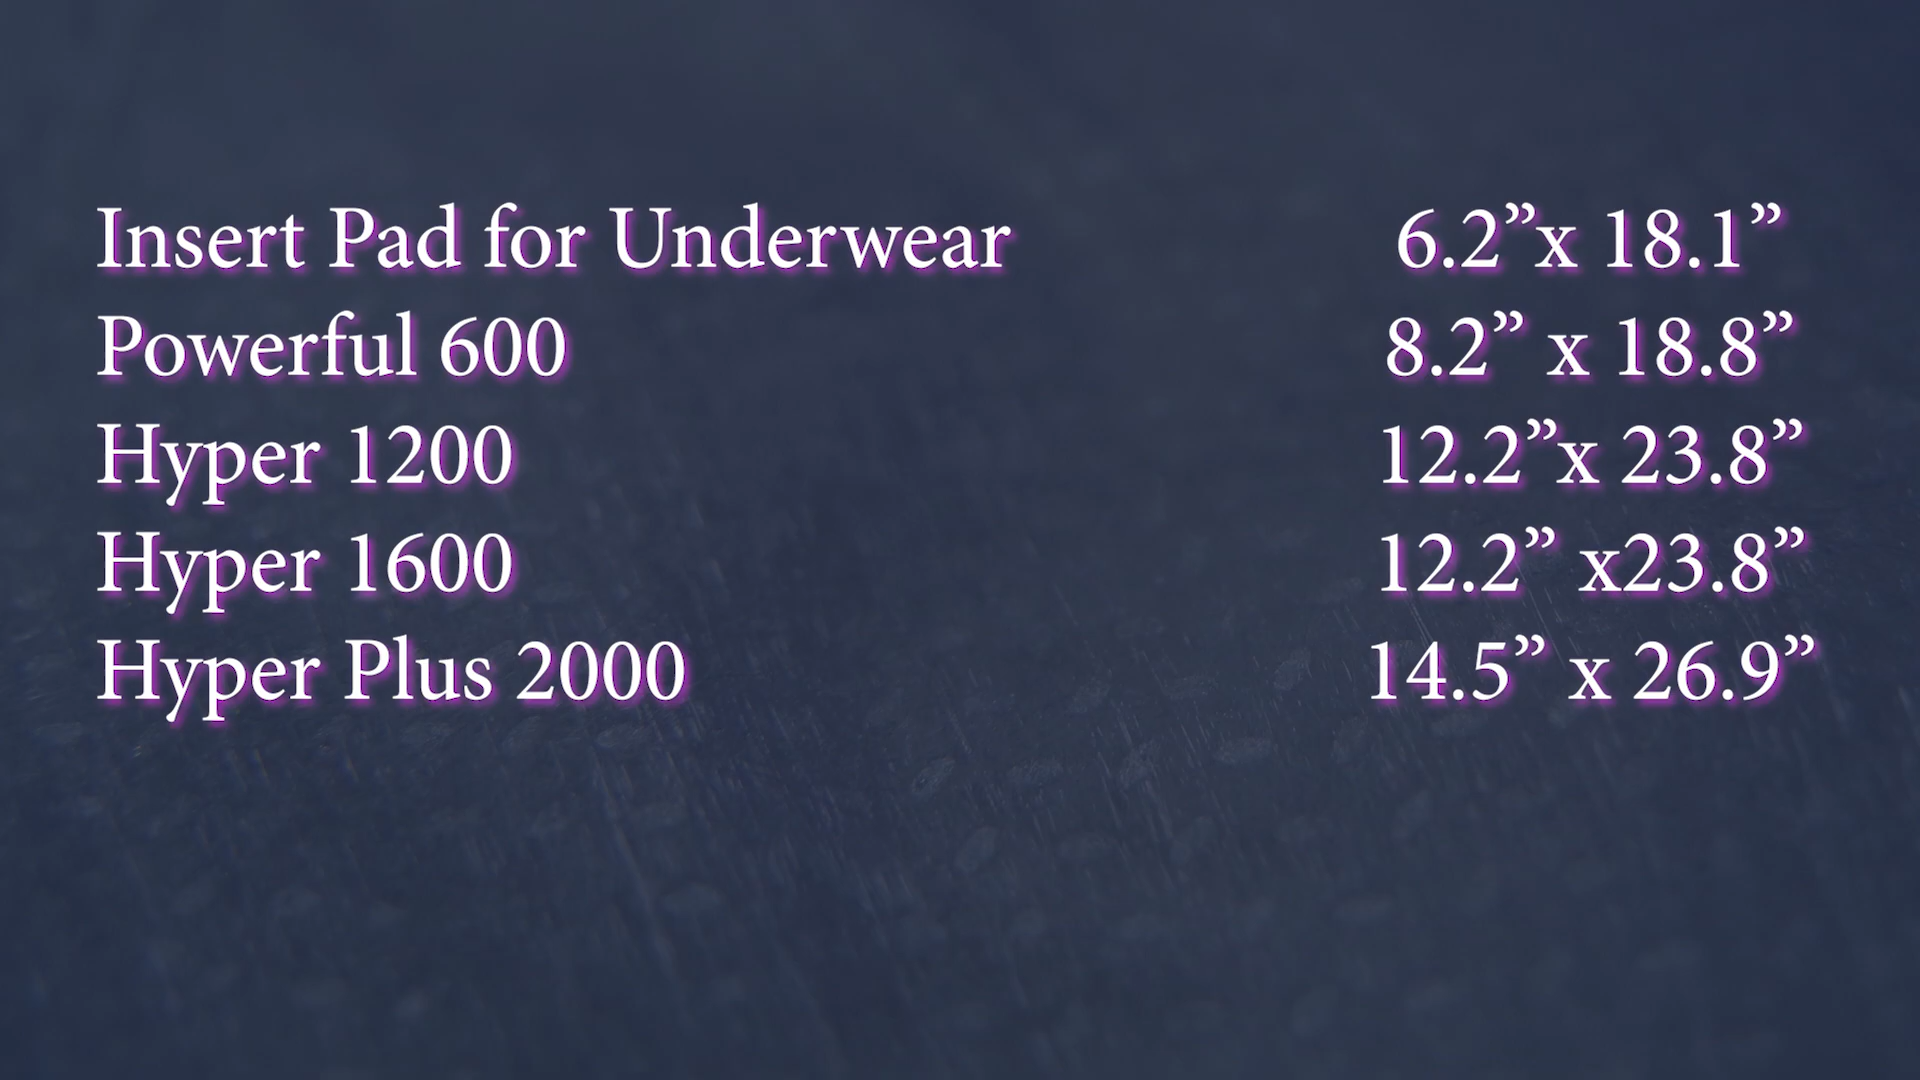 Insert Pad for Underwear 6.2”x 18.1”
Powerful 600 8.2” x 18.8”
Hyper 1200 12.2”x 23.8”
Hyper 1600 12.2” x23.8”
Hyper Plus 2000 14.5” x 26.9”